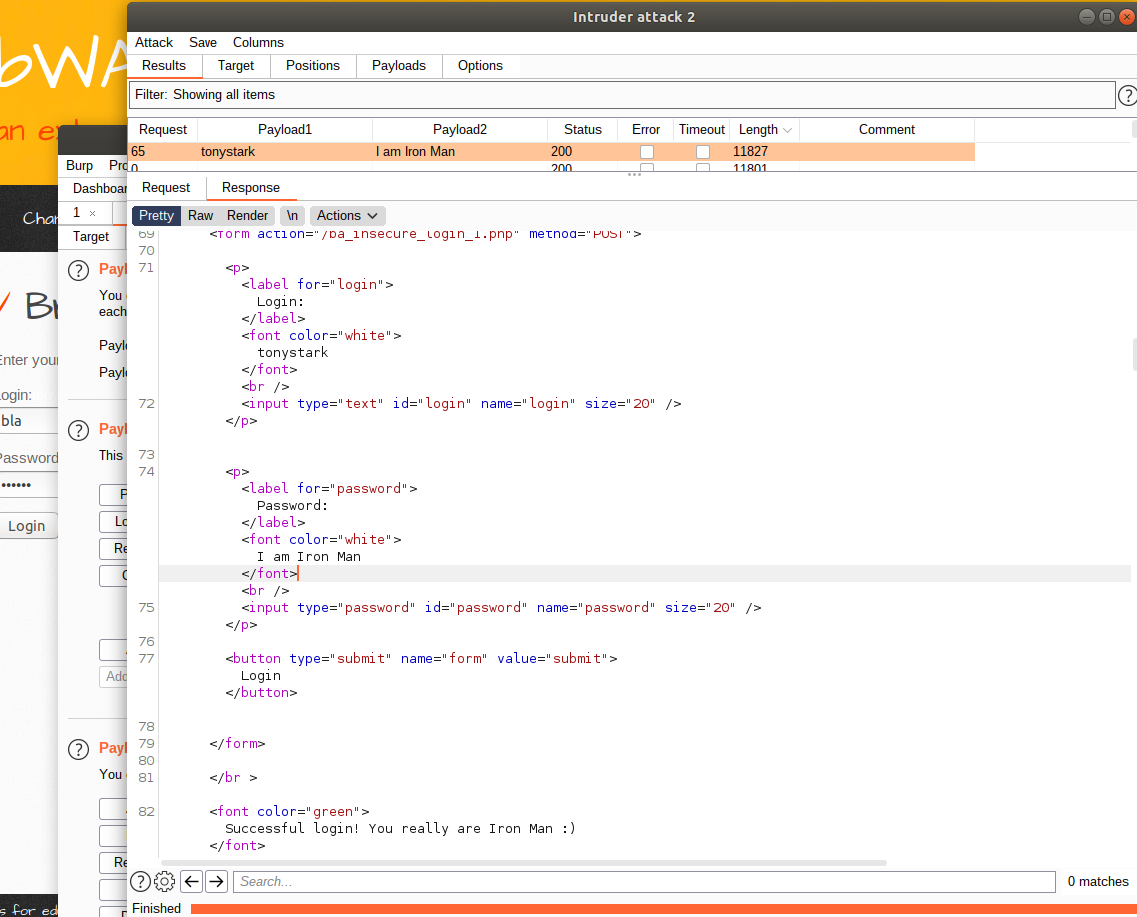 Intruder attack 2
bWA
an
Attack Save Columns
Results Target Positions Payloads Options
Filter: Showing all items
?
Request Payload1 Payload2 Status Error Timeout Length Comment
65 tonystark I am Iron Man 200 11827
0 200 11801
Request Response
Pretty Raw Render \n Actions
69 <form action="/ba_insecure_login_1.php" method="POST">
70
71 <p>
<label for="login">
Login:
</label>
<font color="white">
tonystark
</font>
<br />
72 <input type="text" id="login" name="login" size="20" />
</p>
73
74 <p>
<label for="password">
Password:
</label>
<font color="white">
I am Iron Man
</font>
<br />
75 <input type="password" id="password" name="password" size="20" />
</p>
76
77 <button type="submit" name="form" value="submit">
Login
</button>
78
79 </form>
80
81 </br >
82 <font color="green">
Successful login! You really are Iron Man :)
</font>
? Search... 0 matches
Finished
Burp Pro
Dashboar
1 ×
Target
? Payl
You
each
Paylo
Paylo
? Payl
This
P
Lo
Re
C
Add
? Payl
You
Re
D
Char
Br
Enter your
ogin:
bla
Password
••••••
Login
s for ed